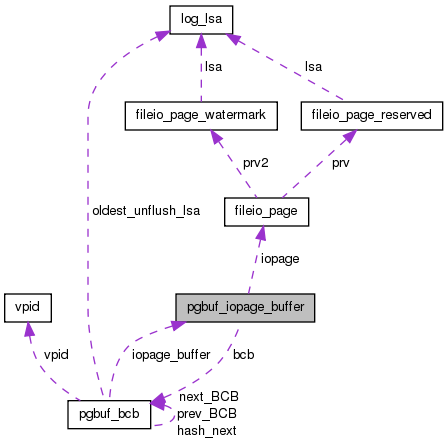 log_lsa
lsa
lsa
fileio_page_watermark
fileio_page_reserved
prv2
prv
oldest_unflush_lsa
fileio_page
iopage
vpid
pgbuf_iopage_buffer
vpid
iopage_buffer
bcb
next_BCB
prev_BCB
hash_next
pgbuf_bcb